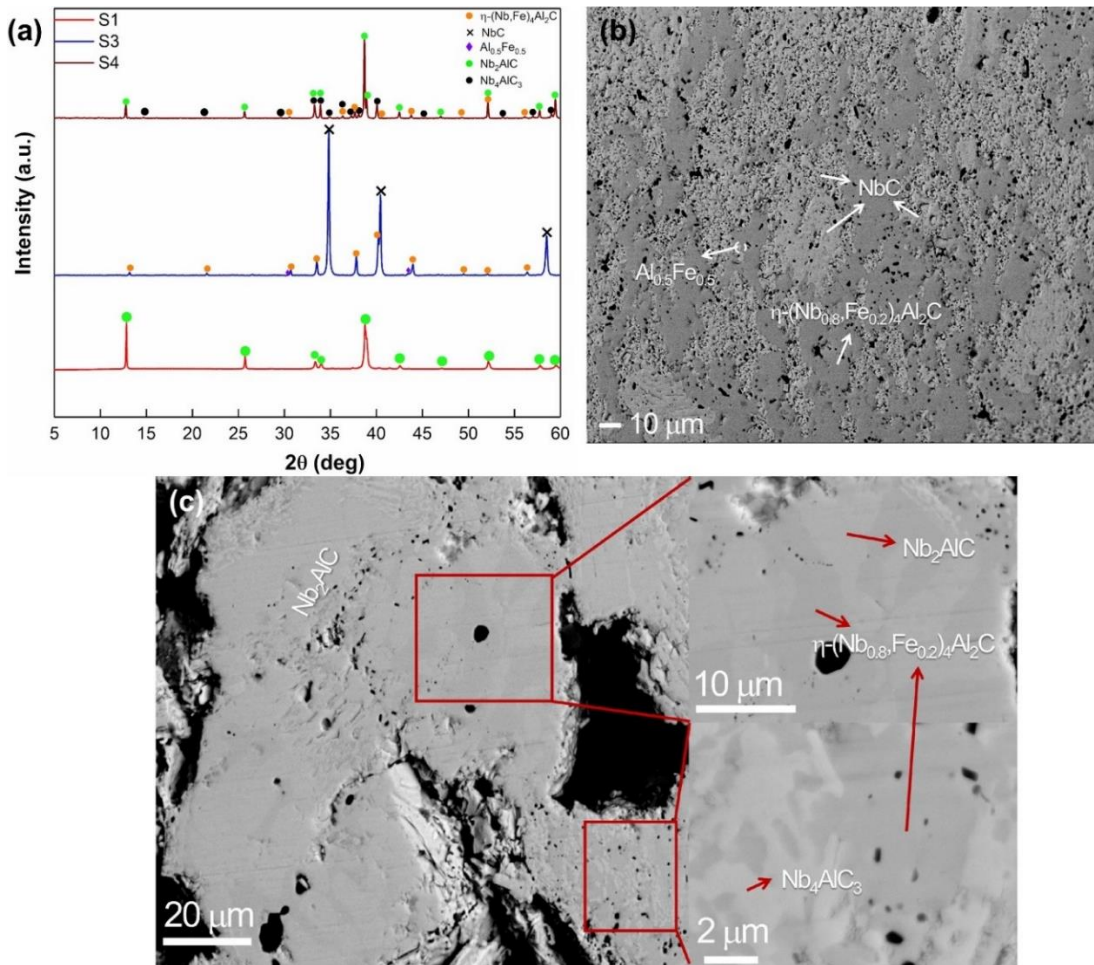 (a)
S1
S3
S4
η-(Nb,Fe)₄Al₂C
NbC
Al₀.₅Fe₀.₅
Nb₂AlC
Nb₄AlC₃
Intensity (a.u.)
5 10 15 20 25 30 35 40 45 50 55 60
2θ (deg)
(b)
NbC
Al₀.₅Fe₀.₅
η-(Nb₀.₈,Fe₀.₂)₄Al₂C
10 μm
(c)
Nb₂AlC
20 μm
Nb₂AlC
η-(Nb₀.₈,Fe₀.₂)₄Al₂C
10 μm
Nb₄AlC₃
2 μm